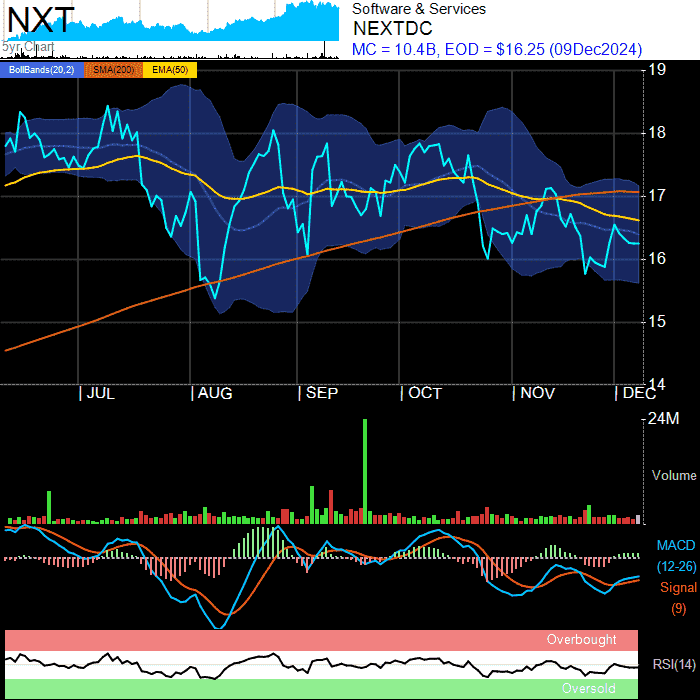 NXT
Software & Services
NEXTDC
5yr Chart
MC = 10.4B, EOD = $16.25 (09Dec2024)
BollBands(20,2) SMA(200) EMA(50)
19
18
17
16
15
14
JUL AUG SEP OCT NOV DEC
24M
Volume
MACD
(12-26)
Signal
(9)
Overbought
RSI(14)
Oversold